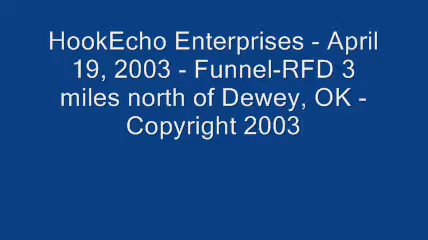 HookEcho Enterprises - April
19, 2003 - Funnel-RFD 3
miles north of Dewey, OK -
Copyright 2003